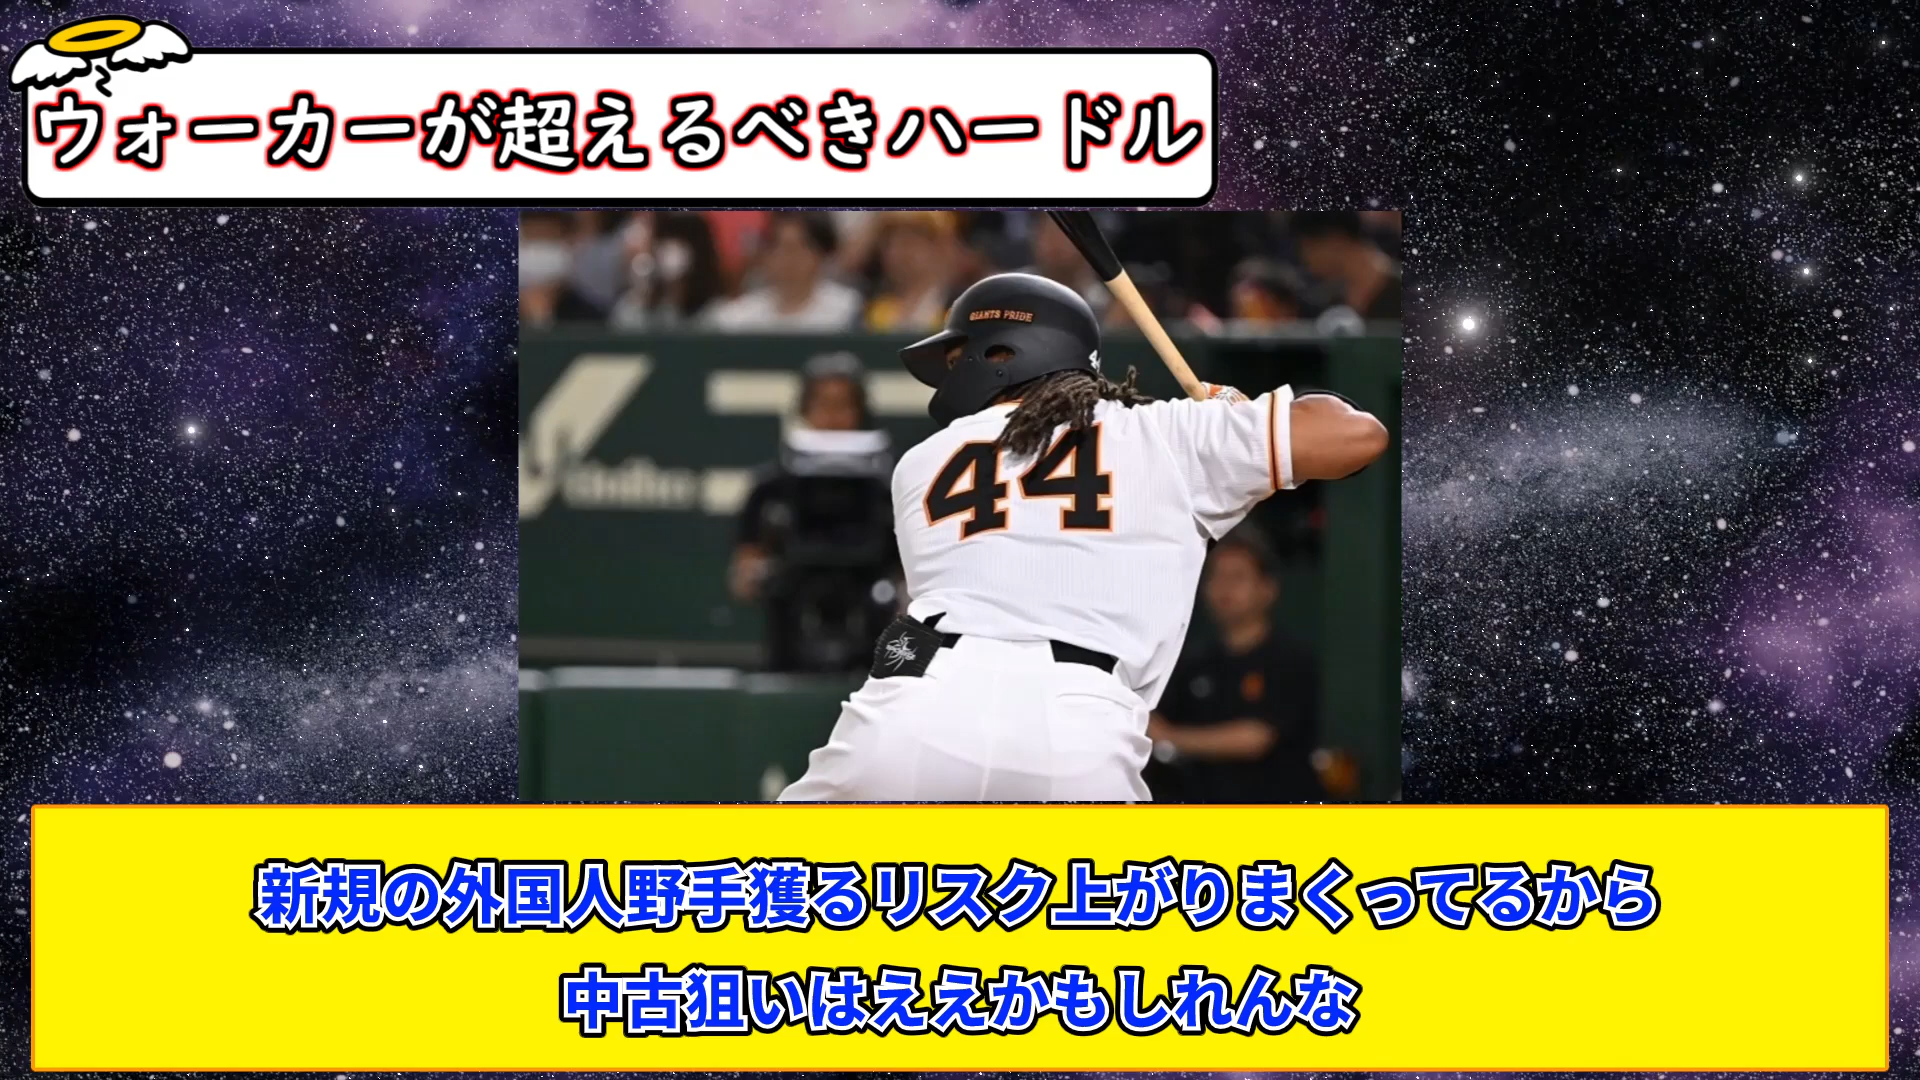 ウォーカーが超えるべきハードル
GIANTS PRIDE
44
新規の外国人野手獲るリスク上がりまくってるから
中古狙いはええかもしれんな